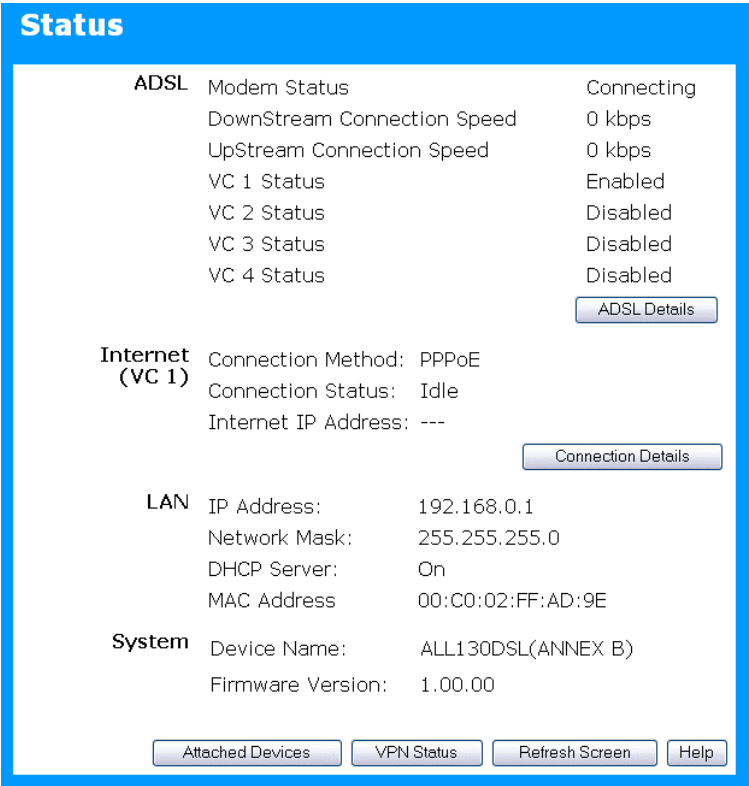 Status
ADSL Modem Status Connecting
DownStream Connection Speed 0 kbps
UpStream Connection Speed 0 kbps
VC 1 Status Enabled
VC 2 Status Disabled
VC 3 Status Disabled
VC 4 Status Disabled
ADSL Details
Internet (VC 1) Connection Method: PPPoE
Connection Status: Idle
Internet IP Address: ---
Connection Details
LAN IP Address: 192.168.0.1
Network Mask: 255.255.255.0
DHCP Server: On
MAC Address 00:C0:02:FF:AD:9E
System Device Name: ALL130DSL(ANNEX B)
Firmware Version: 1.00.00
Attached Devices VPN Status Refresh Screen Help